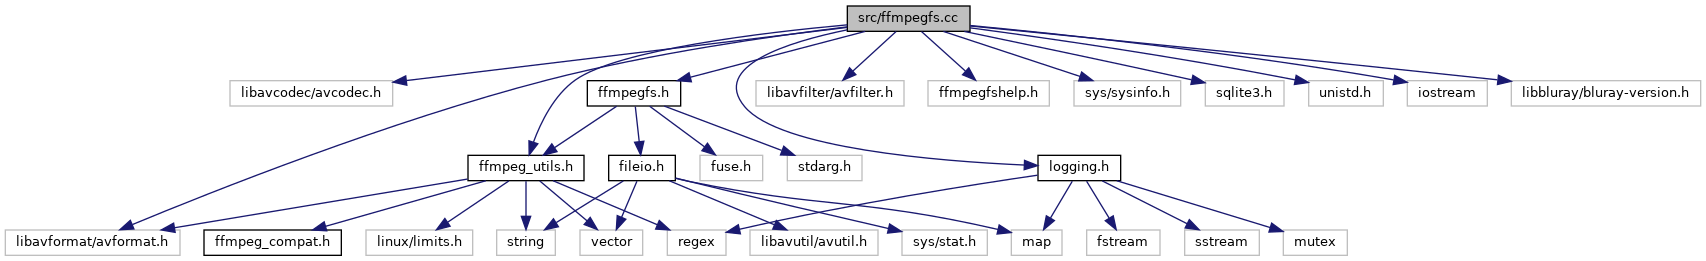 src/ffmpegfs.cc
libavcodec/avcodec.h
ffmpegfs.h
libavfilter/avfilter.h
ffmpegfshelp.h
sys/sysinfo.h
sqlite3.h
unistd.h
iostream
libbluray/bluray-version.h
ffmpeg_utils.h
fileio.h
fuse.h
stdarg.h
logging.h
libavformat/avformat.h
ffmpeg_compat.h
linux/limits.h
string
vector
regex
libavutil/avutil.h
sys/stat.h
map
fstream
sstream
mutex